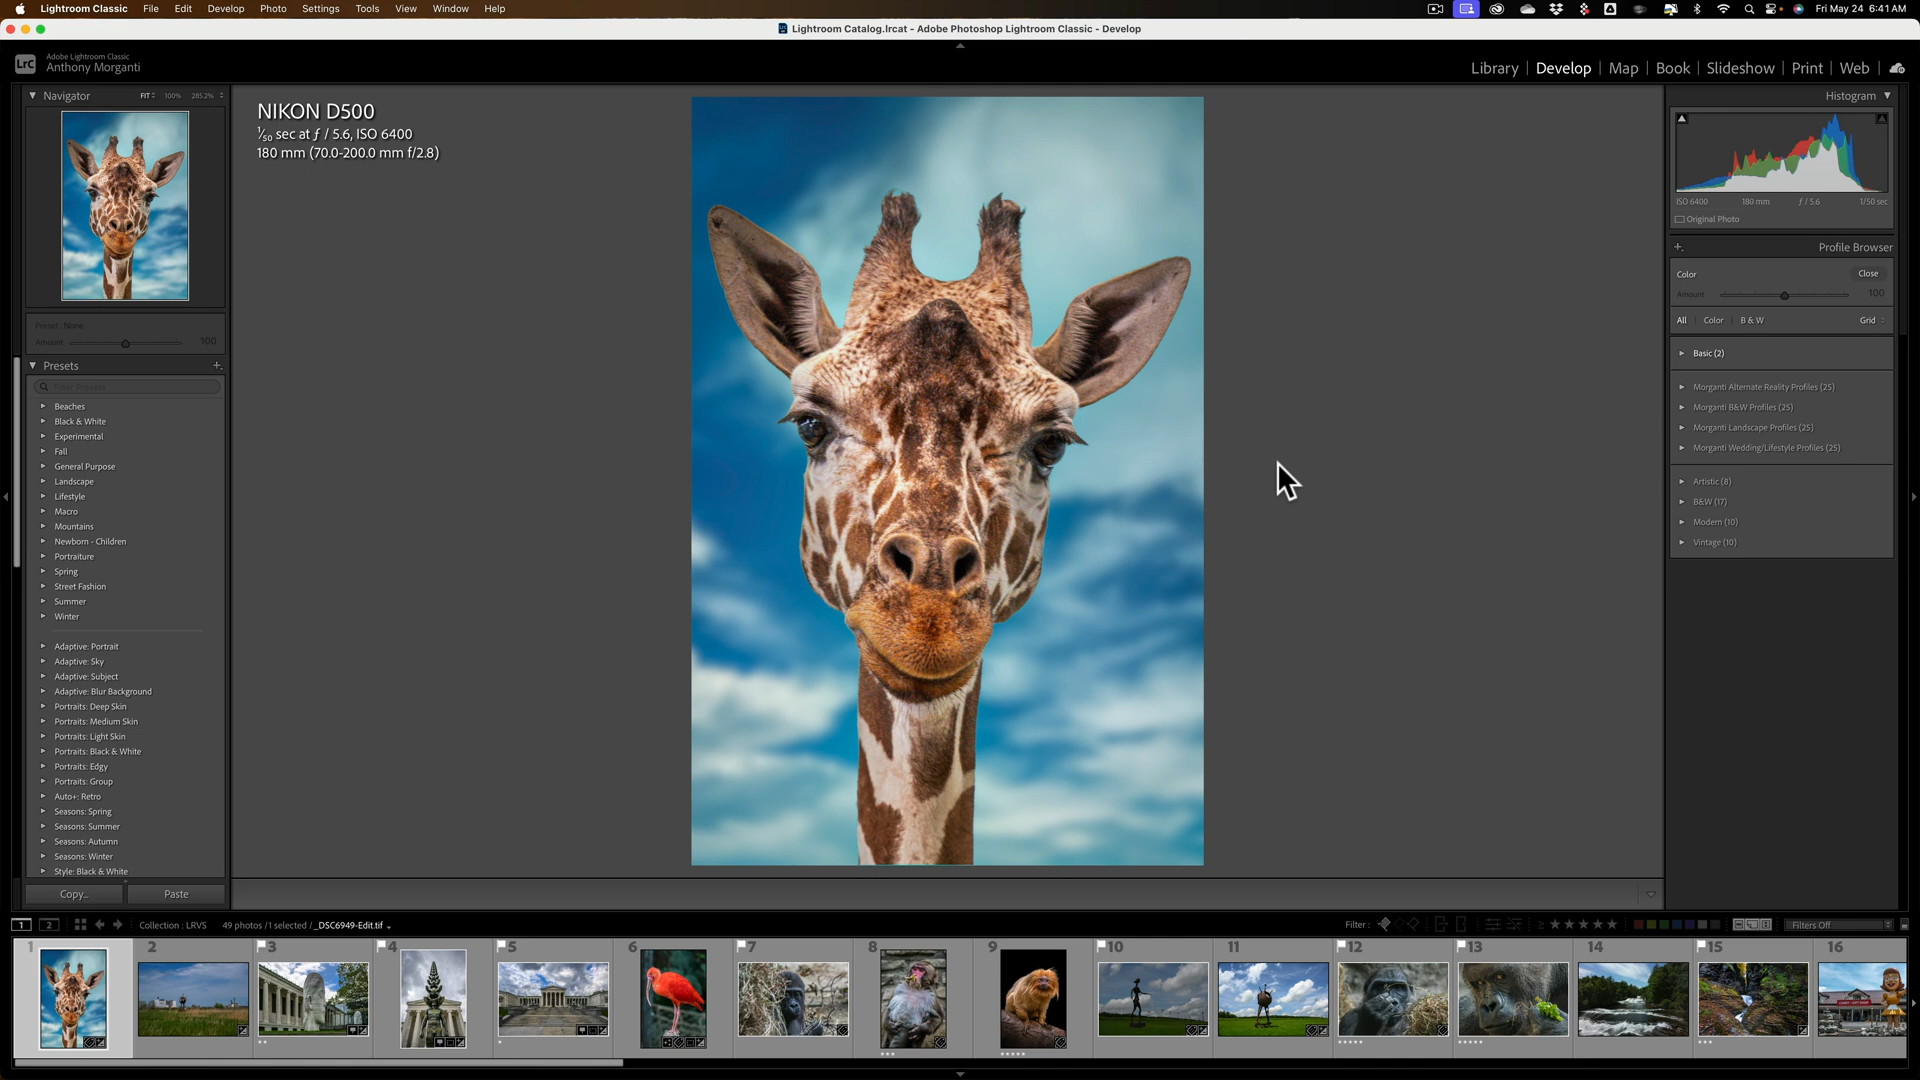 Lightroom Classic File Edit Develop Photo Settings Tools View Window Help
Fri May 24 6:41 AM
Lightroom Catalog.lrcat - Adobe Photoshop Lightroom Classic - Develop
LrC
Adobe Lightroom Classic
Anthony Morganti
Library | Develop | Map | Book | Slideshow | Print | Web
Navigator FIT 100% 285.2%
Preset: None
Amount 100
Presets
Filter Presets
Beaches
Black & White
Experimental
Fall
General Purpose
Landscape
Lifestyle
Macro
Mountains
Newborn - Children
Portraiture
Spring
Street Fashion
Summer
Winter
Adaptive: Portrait
Adaptive: Sky
Adaptive: Subject
Adaptive: Blur Background
Portraits: Deep Skin
Portraits: Medium Skin
Portraits: Light Skin
Portraits: Black & White
Portraits: Edgy
Portraits: Group
Auto+: Retro
Seasons: Spring
Seasons: Summer
Seasons: Autumn
Seasons: Winter
Style: Black & White
Copy... Paste
NIKON D500
1/50 sec at ƒ / 5.6, ISO 6400
180 mm (70.0-200.0 mm f/2.8)
Histogram
ISO 6400 180 mm ƒ / 5.6 1/50 sec
Original Photo
Profile Browser
Color Close
Amount 100
All Color B & W Grid
Basic (2)
Morganti Alternate Reality Profiles (25)
Morganti B&W Profiles (25)
Morganti Landscape Profiles (25)
Morganti Wedding/Lifestyle Profiles (25)
Artistic (8)
B&W (17)
Modern (10)
Vintage (10)
1 2 Collection : LRVS 49 photos /1 selected / _DSC6949-Edit.tif
Filter : Filters Off
1 2 3 4 5 6 7 8 9 10 11 12 13 14 15 16